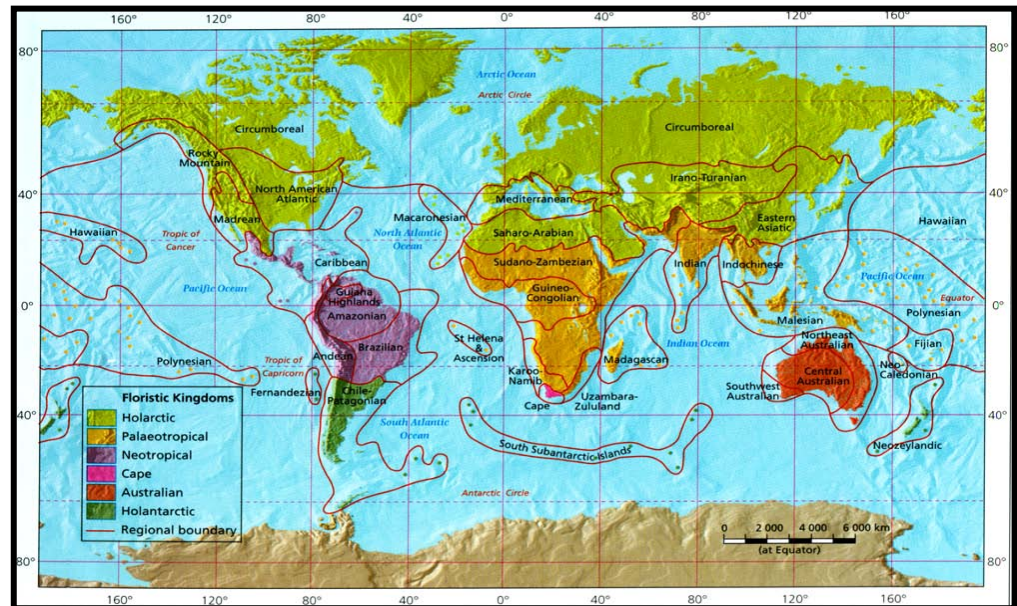 160° 120° 80° 40° 0° 40° 80° 120° 160°
80° 80°
Arctic Ocean
Arctic Circle
Circumboreal
Circumboreal
Rocky
Mountain
Irano-Turanian
40° 40°
North American
Atlantic
Mediterranean
Madrean
Macaronesian
Eastern
Asiatic
Hawaiian
Hawaiian
Tropic of
Cancer
North Atlantic
Ocean
Saharo-Arabian
Caribbean
Sudano-Zambezian
Indian
Indochinese
Pacific Ocean
Pacific Ocean
Guiana
Highlands
Guineo-
Congolian
Equator
0° 0°
Amazonian
Malesian
Polynesian
St Helena
&
Ascension
Indian Ocean
Northeast
Australian
Fijian
Brazilian
Andean
Polynesian
Tropic of
Capricorn
Madagascan
Neo-
Caledonian
Karoo-
Namib
Central
Australian
Southwest
Australian
Fernandezian
Chile-
Patagonian
Cape
Uzambara-
Zululand
Floristic Kingdoms
Holarctic
Palaeotropical
Neotropical
Cape
Australian
Holantarctic
Regional boundary
40° 40°
South Atlantic
Ocean
South Subantarctic Islands
Neozeylandic
Antarctic Circle
0 2 000 4 000 6 000 km
(at Equator)
80° 80°
160° 120° 80° 40° 0° 40° 80° 120° 160°